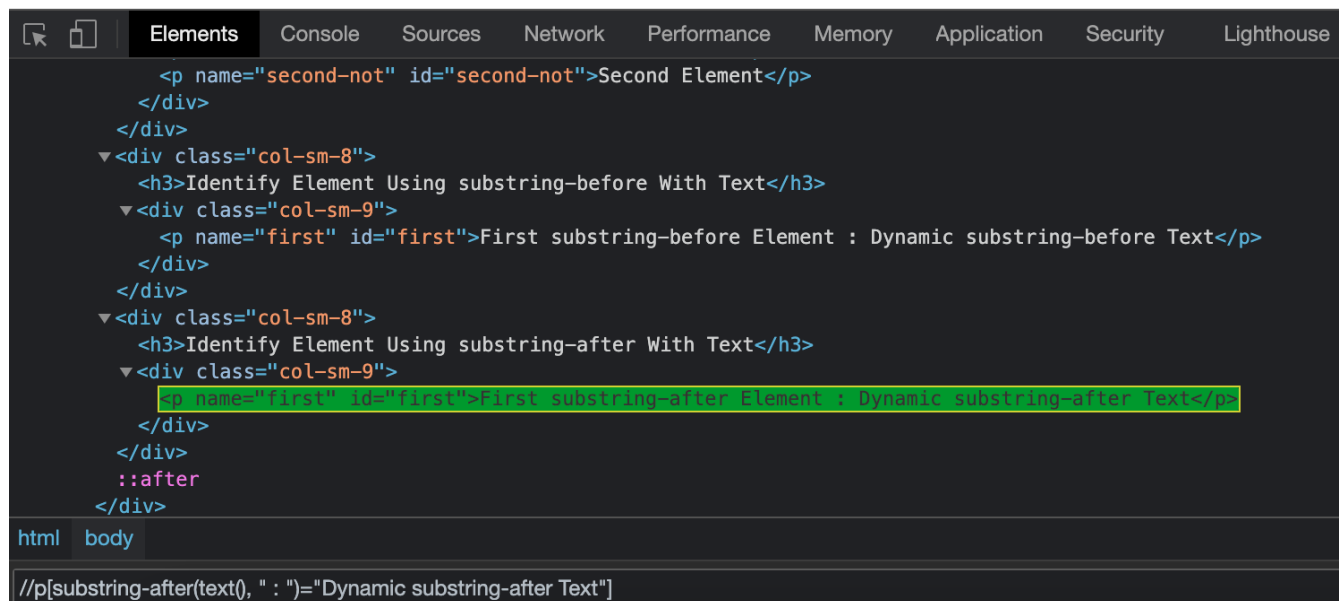 Elements Console Sources Network Performance Memory Application Security Lighthouse
<p name="second-not" id="second-not">Second Element</p>
</div>
</div>
▼<div class="col-sm-8">
<h3>Identify Element Using substring-before With Text</h3>
▼<div class="col-sm-9">
<p name="first" id="first">First substring-before Element : Dynamic substring-before Text</p>
</div>
</div>
▼<div class="col-sm-8">
<h3>Identify Element Using substring-after With Text</h3>
▼<div class="col-sm-9">
<p name="first" id="first">First substring-after Element : Dynamic substring-after Text</p>
</div>
</div>
::after
</div>
html body
//p[substring-after(text(), " : ")="Dynamic substring-after Text"]